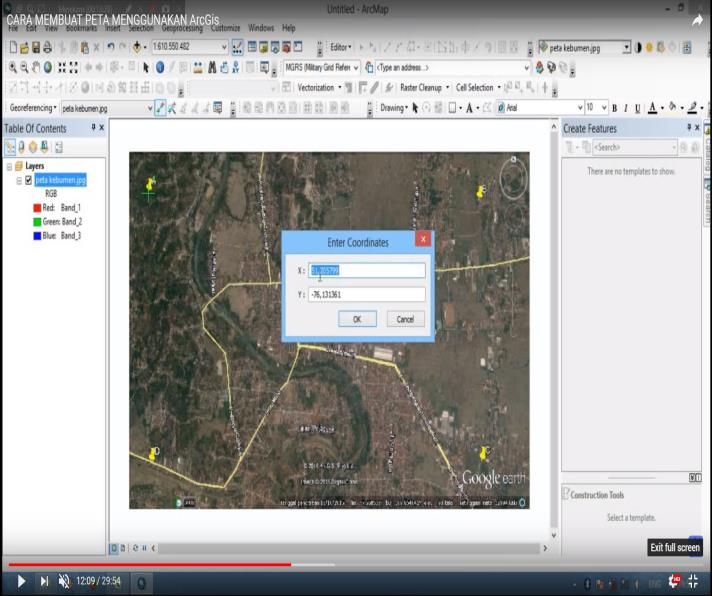 Untitled - ArcMap
CARA MEMBUAT PETA MENGGUNAKAN ArcGis
File Edit View Bookmarks Insert Selection Geoprocessing Customize Windows Help
1:610.550.482
Editor
peta kebumen.jpg
MGRS (Military Grid Referen
<Type an address...>
Vectorization
Raster Cleanup
Cell Selection
Georeferencing
peta kebumen.jpg
Drawing
Arial
10
B I U A
Table Of Contents
Layers
peta kebumen.jpg
RGB
Red: Band_1
Green: Band_2
Blue: Band_3
Create Features
<Search>
There are no templates to show.
Catalog
Search
Enter Coordinates
X :
Y :
-76,131361
OK
Cancel
B
D
C
Google earth
Construction Tools
Select a template.
Exit full screen
12:09 / 29:54
HD